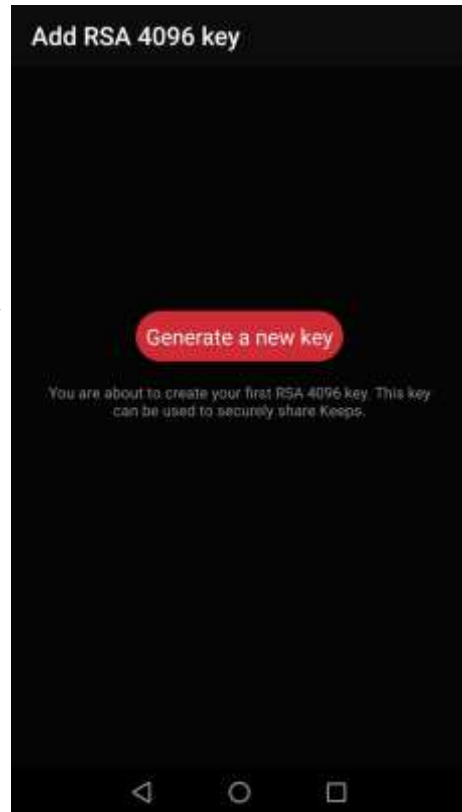 Add RSA 4096 key
Generate a new key
You are about to create your first RSA 4096 key. This key
can be used to securely share Keeps.